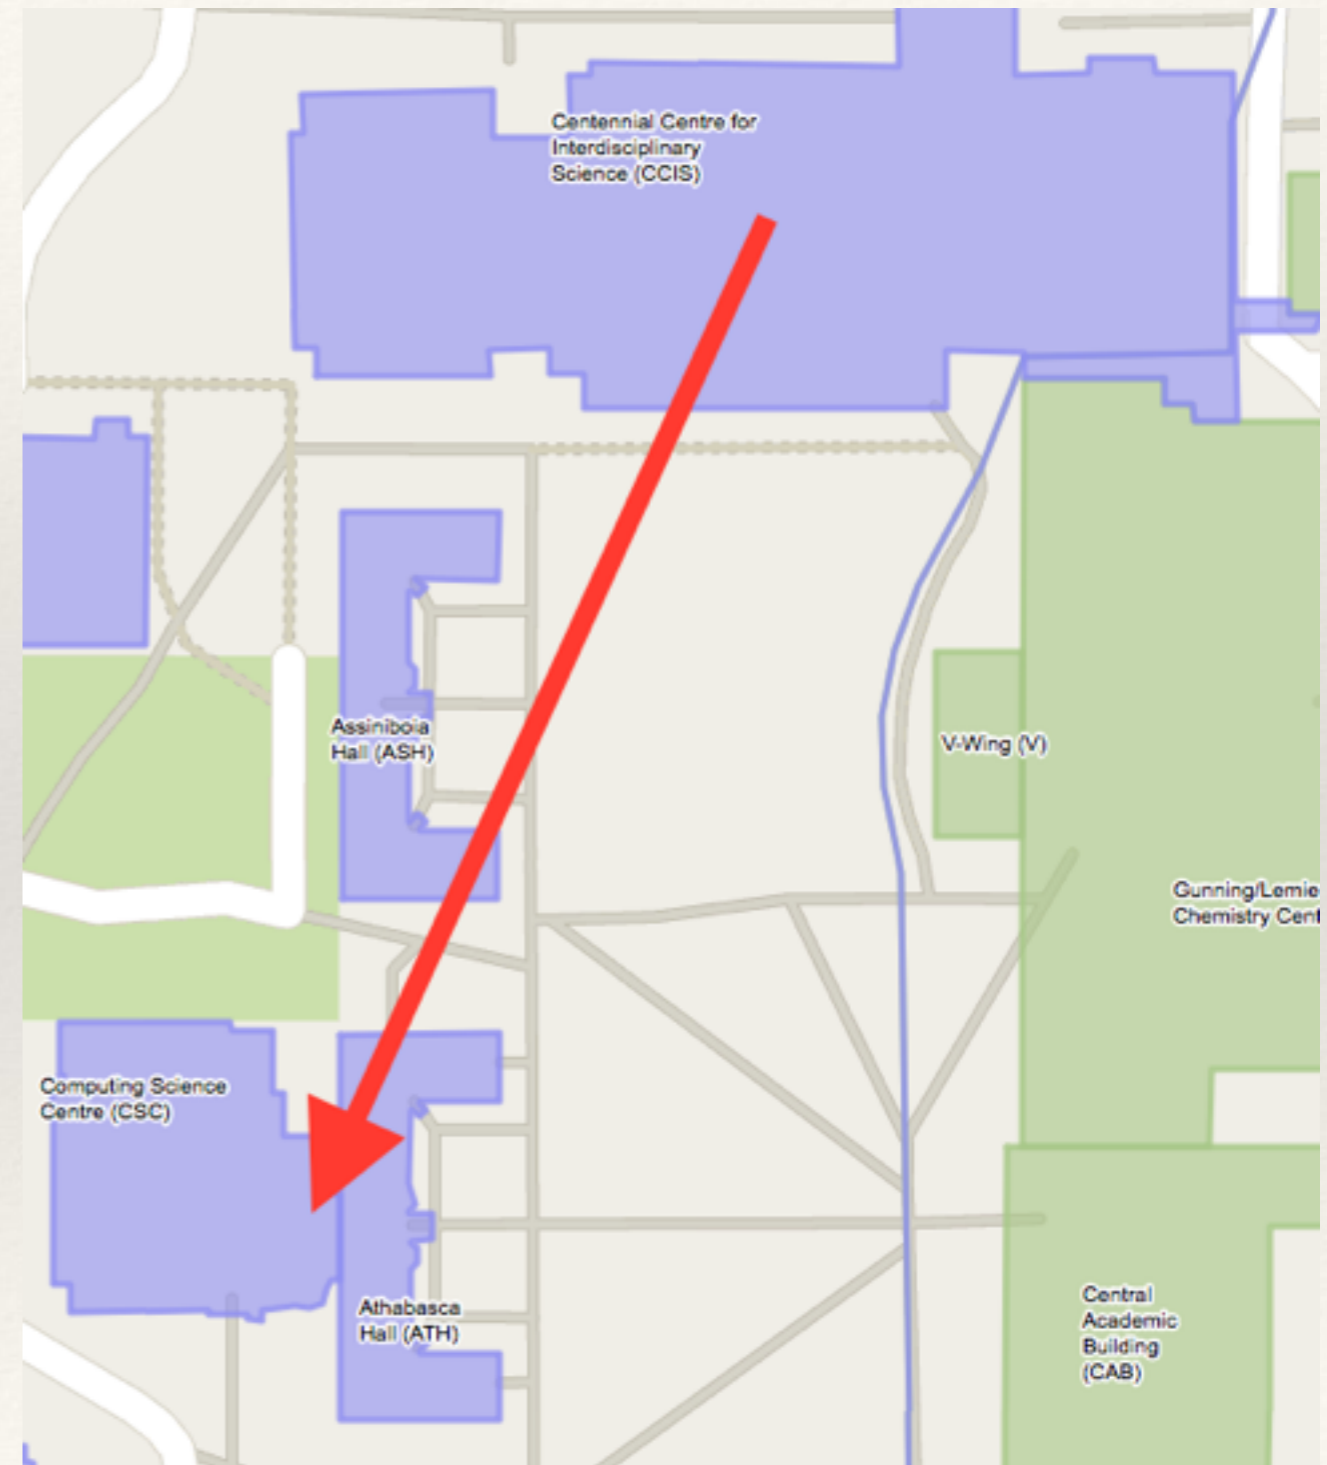 Centennial Centre for
Interdisciplinary
Science (CCIS)
Assiniboia
Hall (ASH)
V-Wing (V)
Gunning/Lemie
Chemistry Cent
Computing Science
Centre (CSC)
Athabasca
Hall (ATH)
Central
Academic
Building
(CAB)